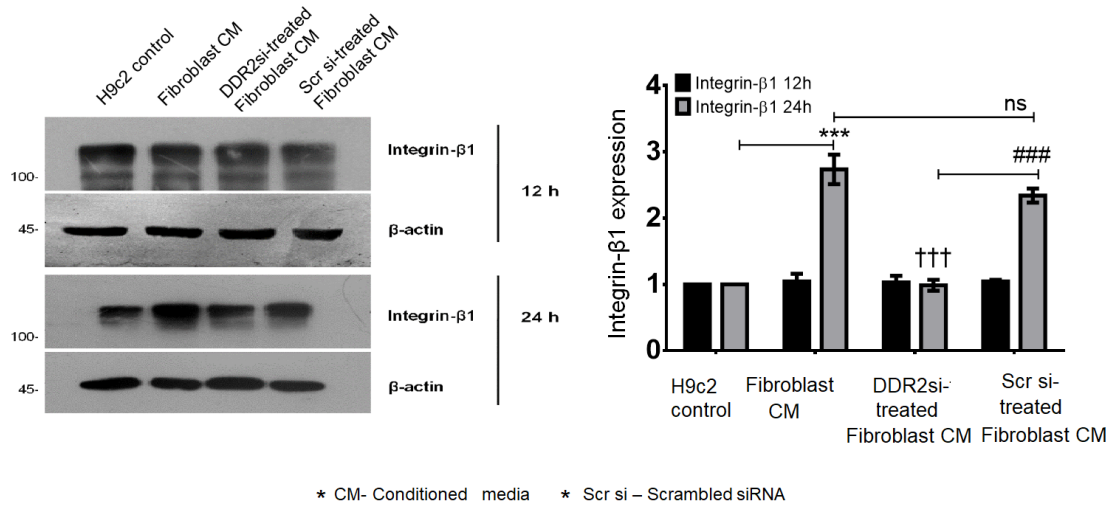 H9c2 control
Fibroblast CM
DDR2si-treated
Fibroblast CM
Scr si-treated
Fibroblast CM
Integrin-β1
100-
12 h
45-
β-actin
Integrin-β1
24 h
100-
45-
β-actin
Integrin-β1 expression
4
3
2
1
0
Integrin-β1 12h
Integrin-β1 24h
***
ns
###
†††
H9c2
control
Fibroblast
CM
DDR2si-
treated
Fibroblast CM
Scr si-
treated
Fibroblast CM
* CM- Conditioned media * Scr si – Scrambled siRNA